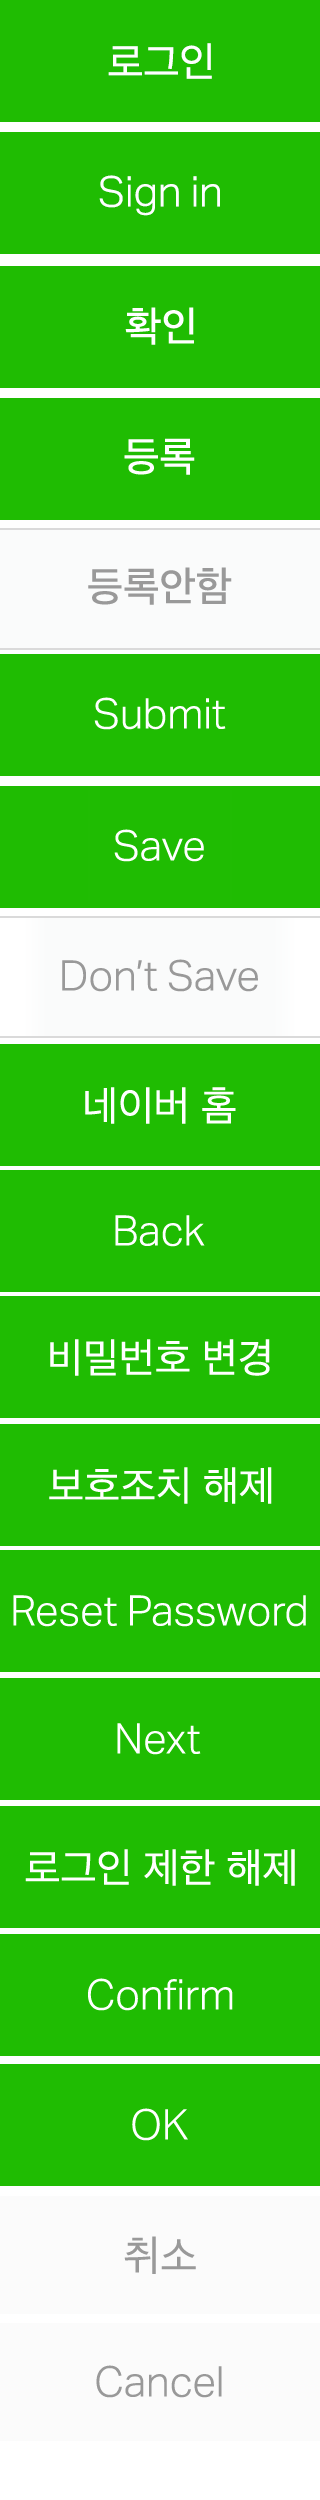 로그인
Sign in
확인
등록
등록안함
Submit
Save
Don't Save
네이버 홈
Back
비밀번호 변경
보호조치 해제
Reset Password
Next
로그인 제한 해제
Confirm
OK
취소
Cancel